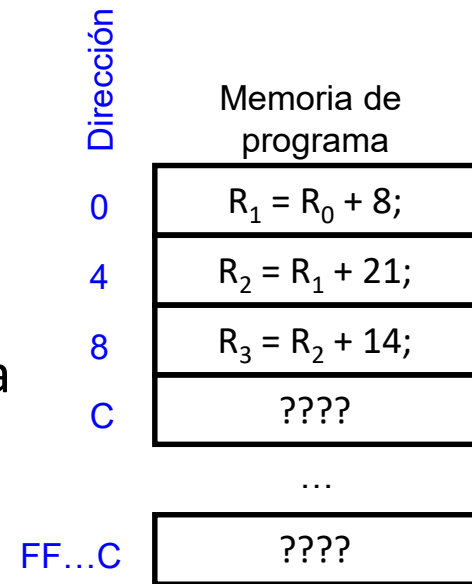 Dirección
Memoria de
programa
0 R₁ = R₀ + 8;
4 R₂ = R₁ + 21;
8 R₃ = R₂ + 14;
a
C ????
...
FF...C ????